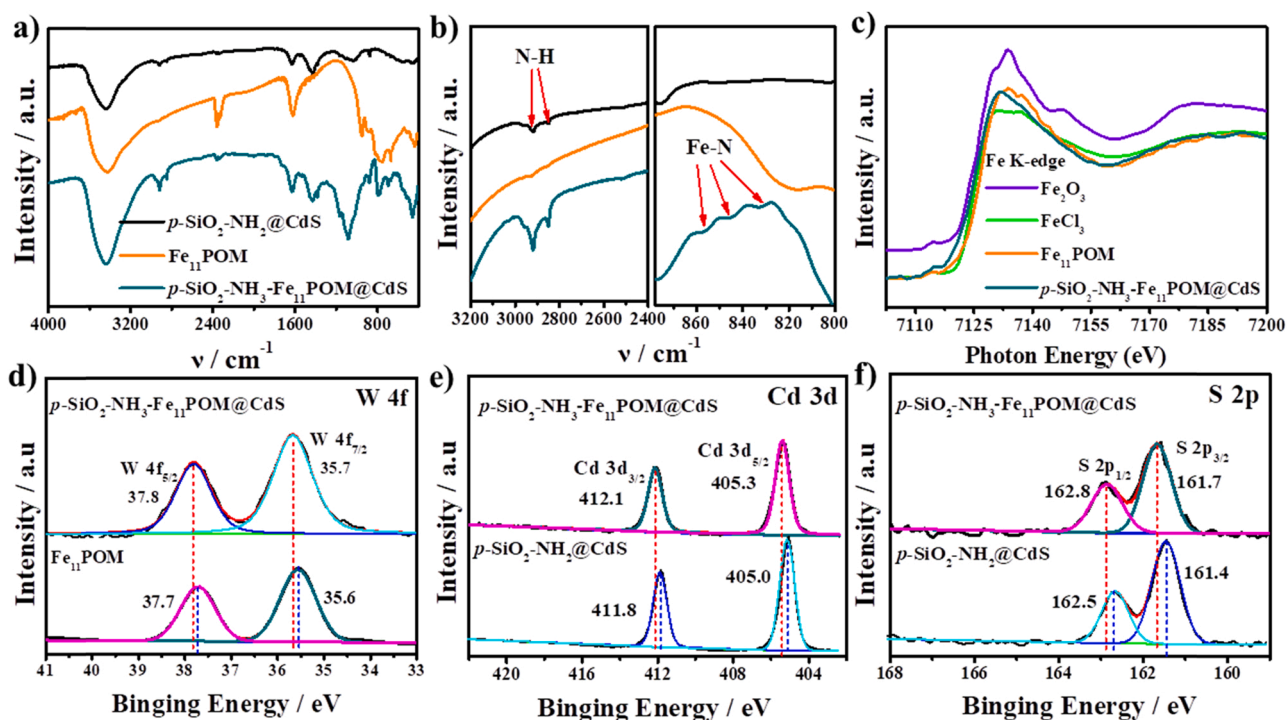 a)
Intensity / a.u.
p-SiO₂-NH₂@CdS
Fe₁₁POM
p-SiO₂-NH₃-Fe₁₁POM@CdS
4000 3200 2400 1600 800
ν / cm⁻¹
b)
Intensity / a.u.
N-H
Fe-N
3200 3000 2800 2600 2400 860 840 820 800
ν / cm⁻¹
c)
Intensity / a.u.
Fe K-edge
Fe₂O₃
FeCl₃
Fe₁₁POM
p-SiO₂-NH₃-Fe₁₁POM@CdS
7110 7125 7140 7155 7170 7185 7200
Photon Energy (eV)
d)
W 4f
Intensity / a.u
p-SiO₂-NH₃-Fe₁₁POM@CdS
W 4f₇/₂
35.7
W 4f₅/₂
37.8
Fe₁₁POM
37.7
35.6
41 40 39 38 37 36 35 34 33
Binging Energy / eV
e)
Cd 3d
Intensity / a.u
p-SiO₂-NH₃-Fe₁₁POM@CdS
Cd 3d₃/₂
412.1
Cd 3d₅/₂
405.3
p-SiO₂-NH₂@CdS
405.0
411.8
420 416 412 408 404
Binging Energy / eV
f)
S 2p
Intensity / a.u
p-SiO₂-NH₃-Fe₁₁POM@CdS
S 2p₁/₂
162.8
S 2p₃/₂
161.7
p-SiO₂-NH₂@CdS
161.4
162.5
168 166 164 162 160
Binging Energy / eV